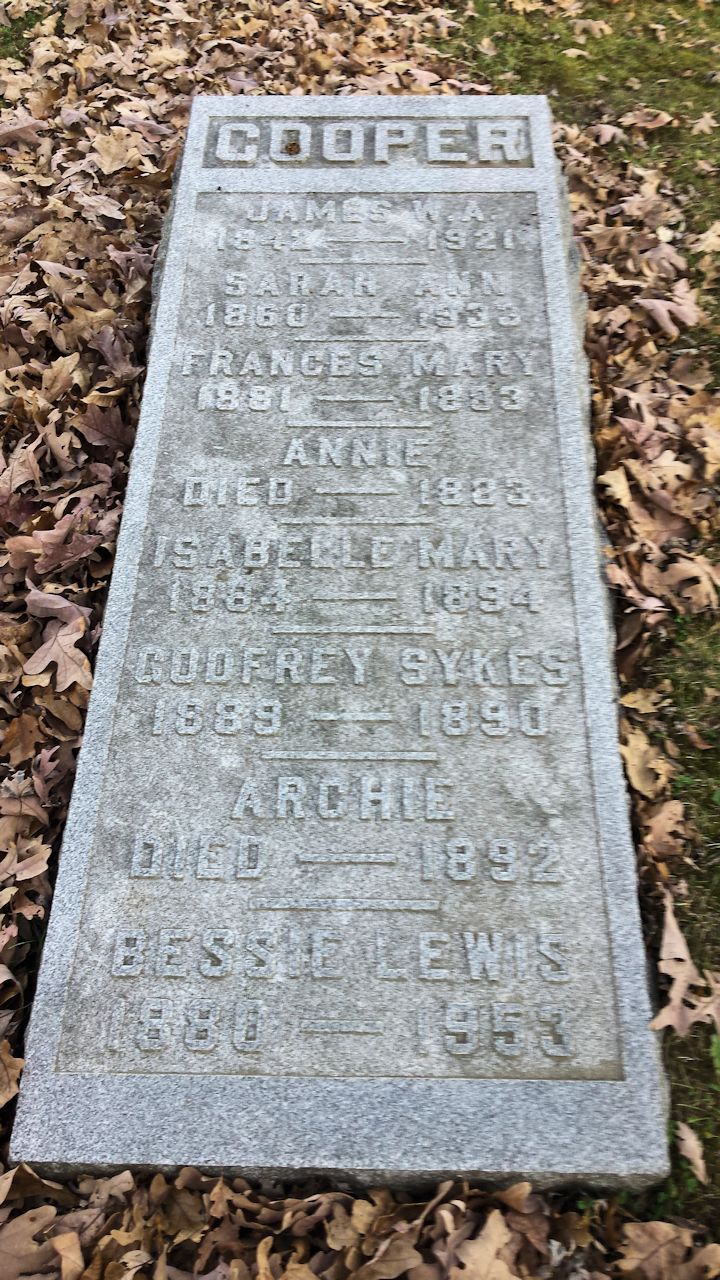 COOPER
JAMES W. A.
1842 — 1921
SARAH ANN
1860 — 1933
FRANCES MARY
1881 — 1883
ANNIE
DIED — 1883
ISABELLE MARY
1884 — 1894
GODFREY SYKES
1889 — 1890
ARCHIE
DIED — 1892
BESSIE LEWIS
1880 — 1953